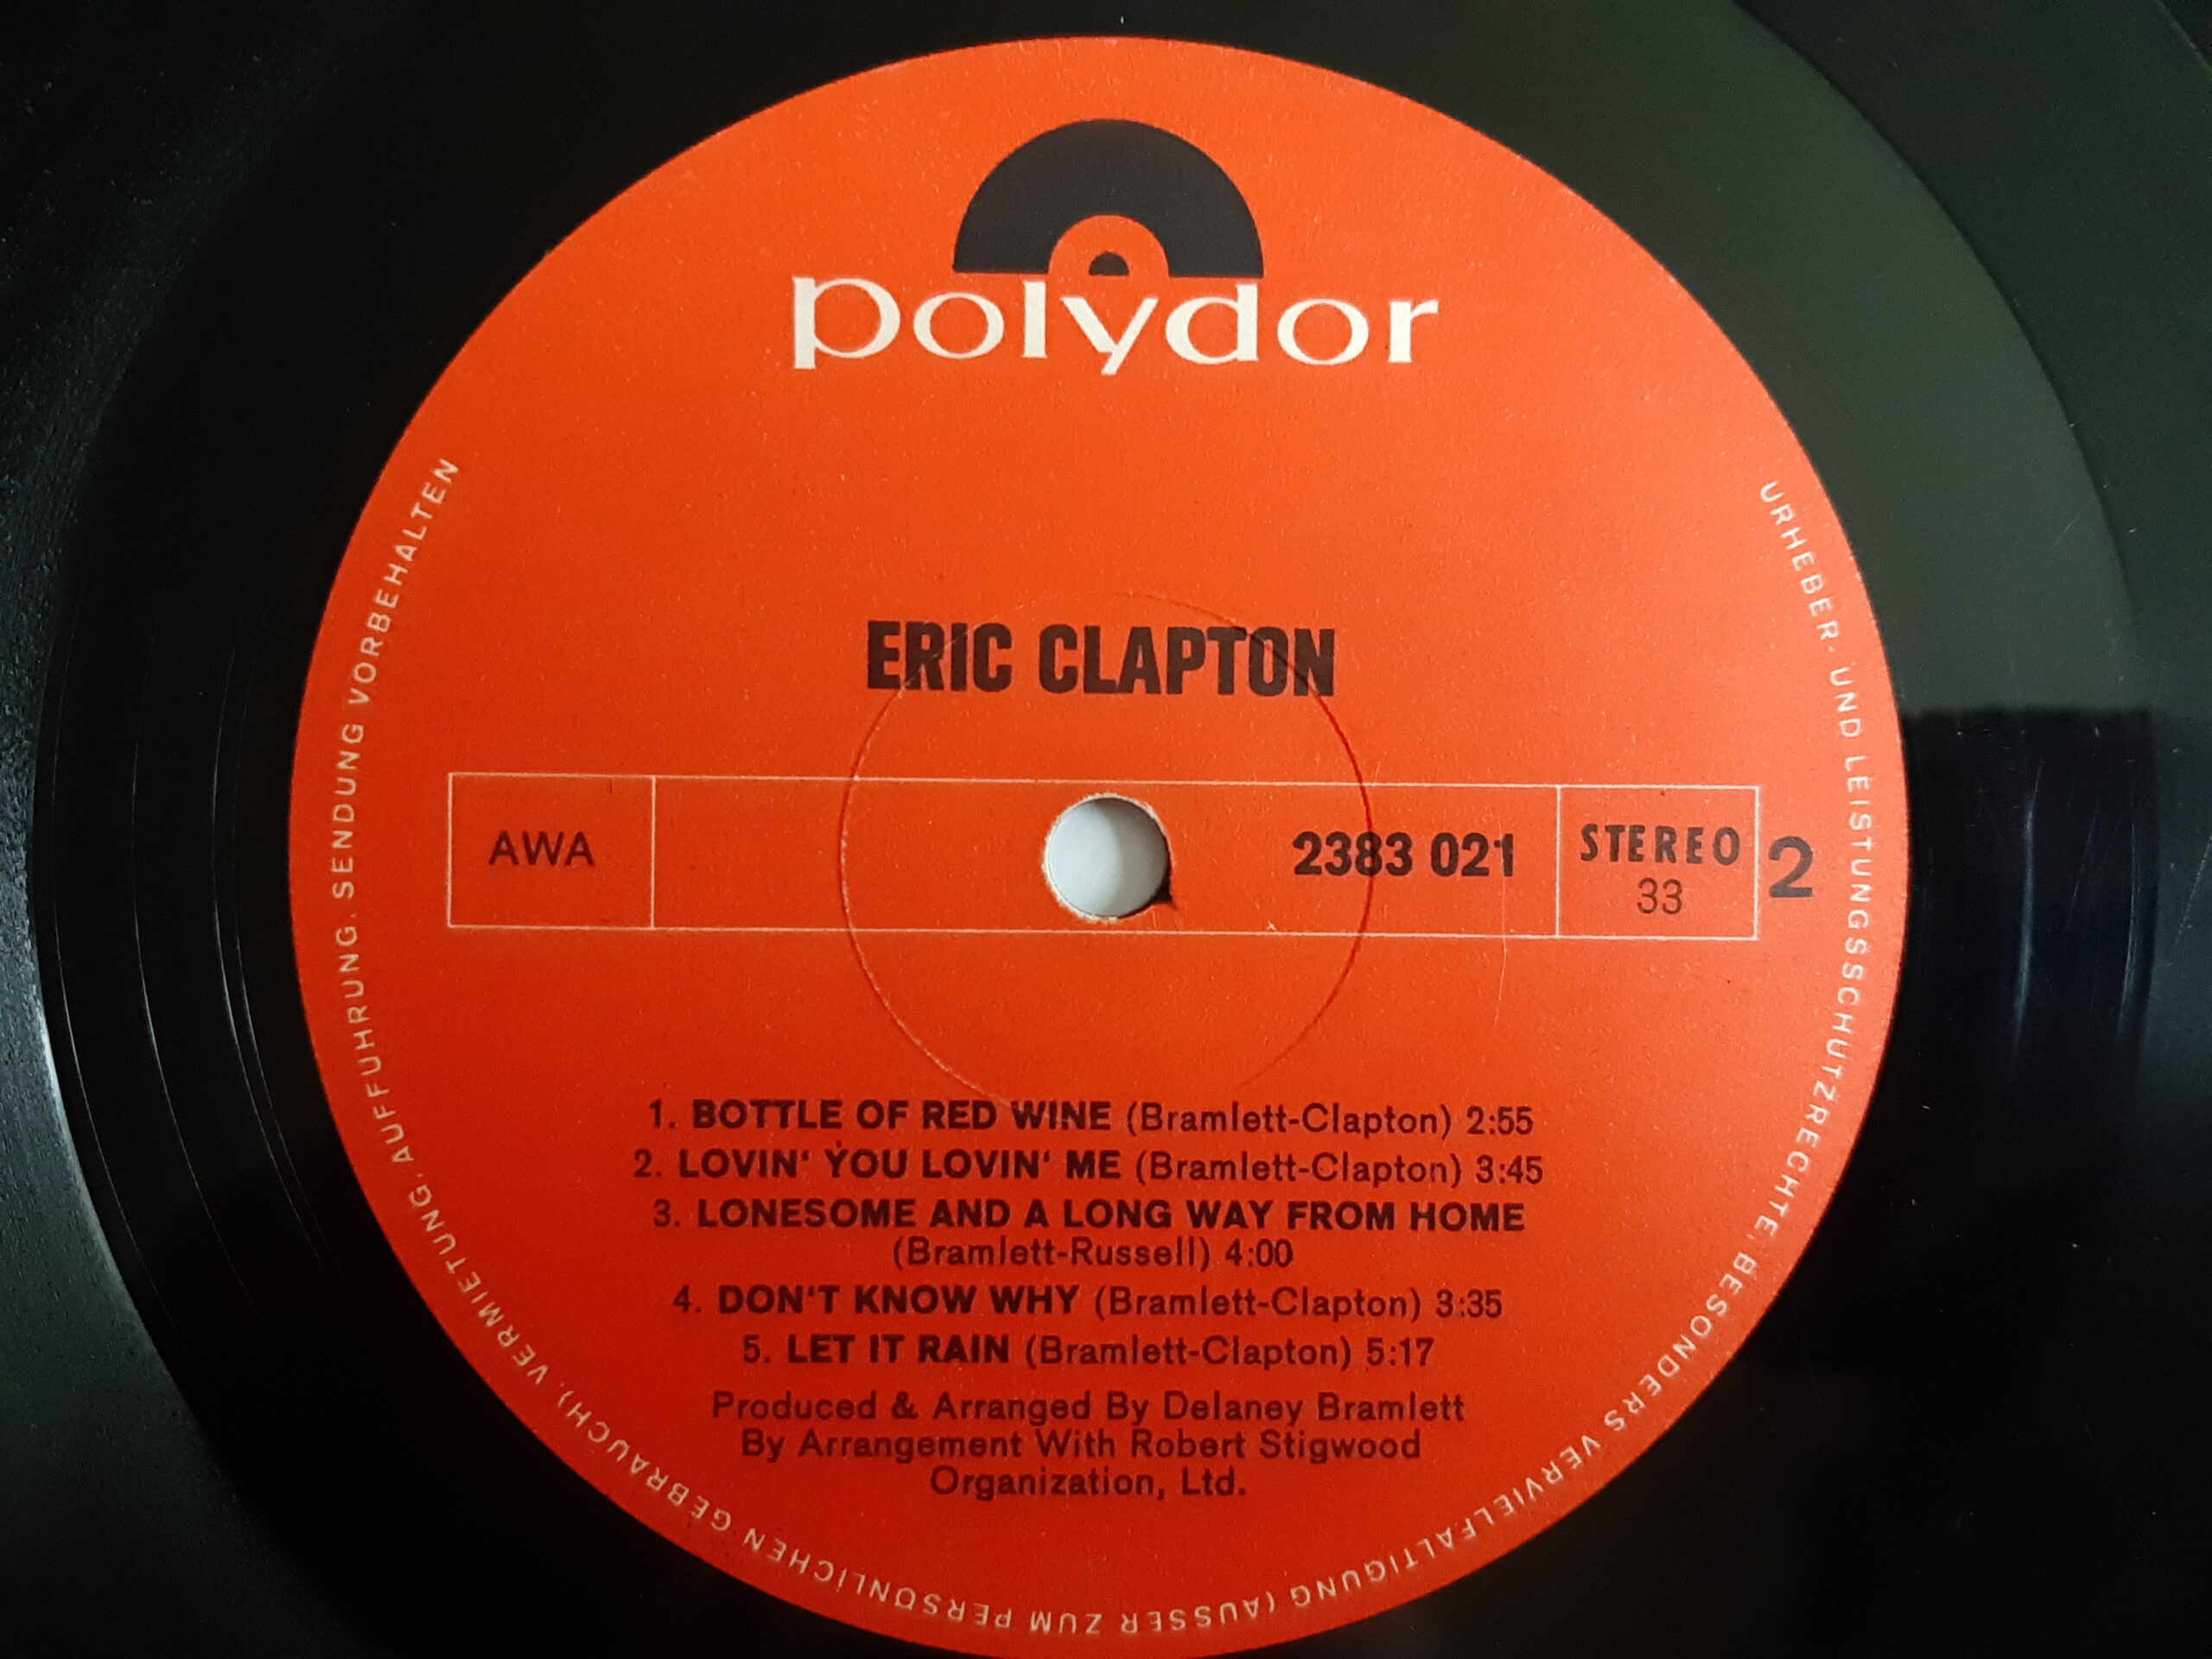 polydor
ERIC CLAPTON
AWA
2383 021
STEREO
33
2
1. BOTTLE OF RED WINE (Bramlett-Clapton) 2:55
2. LOVIN' YOU LOVIN' ME (Bramlett-Clapton) 3:45
3. LONESOME AND A LONG WAY FROM HOME
(Bramlett-Russell) 4:00
4. DON'T KNOW WHY (Bramlett-Clapton) 3:35
5. LET IT RAIN (Bramlett-Clapton) 5:17
Produced & Arranged By Delaney Bramlett
By Arrangement With Robert Stigwood
Organization, Ltd.
URHEBER- UND LEISTUNGSSCHUTZRECHTE, BESONDERS VERVIELFÄLTIGUNG (AUSSER ZUM PERSÖNLICHEN GEBRAUCH), VERMIETUNG, AUFFÜHRUNG, SENDUNG VORBEHALTEN